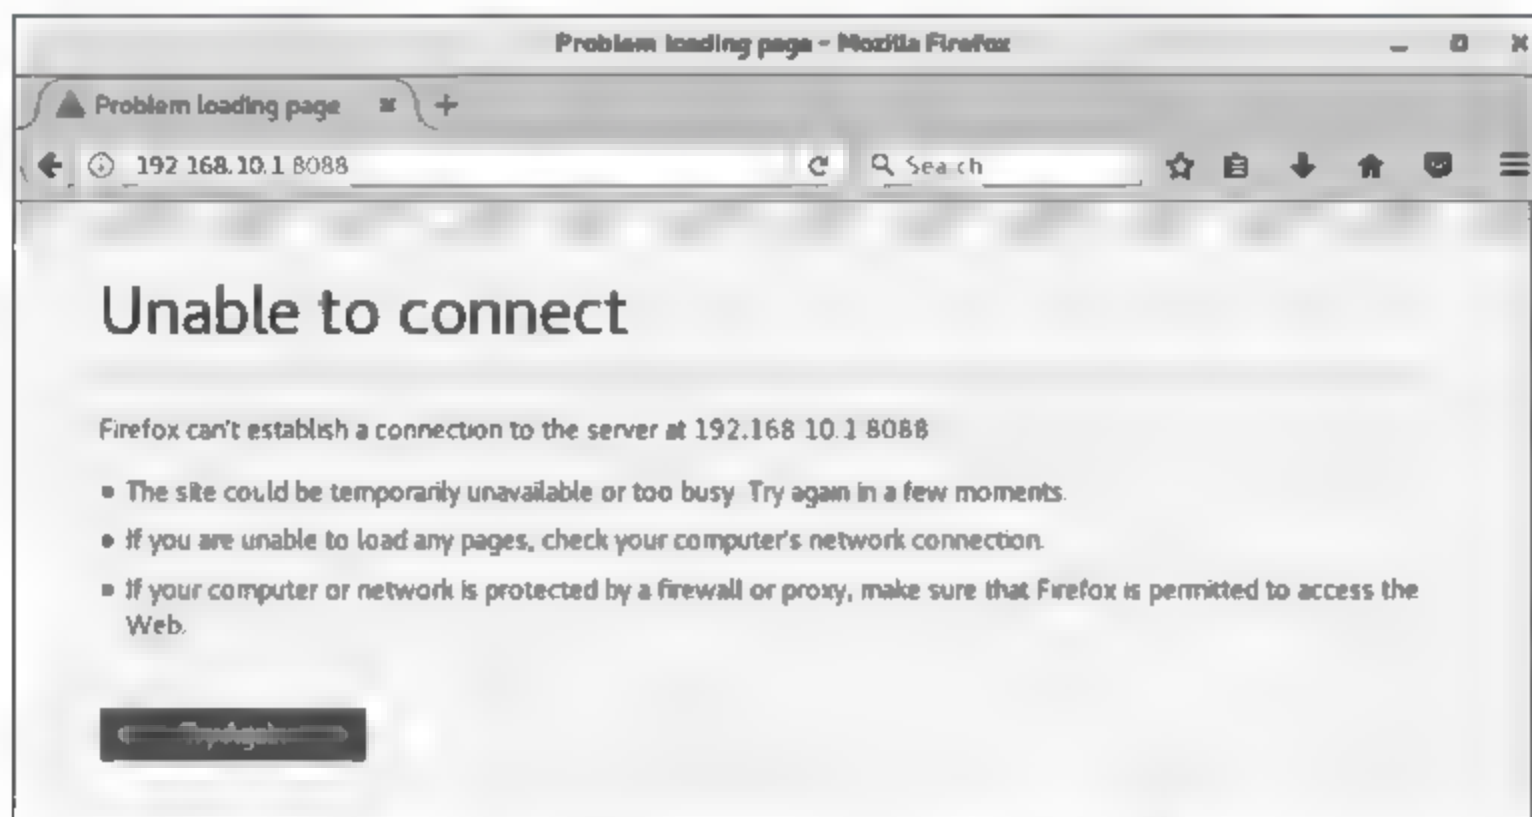 Problem loading page - Mozilla Firefox
Problem loading page
192.168.10.1:8088
Search
Unable to connect
Firefox can't establish a connection to the server at 192.168.10.1:8088
The site could be temporarily unavailable or too busy. Try again in a few moments.
If you are unable to load any pages, check your computer's network connection.
If your computer or network is protected by a firewall or proxy, make sure that Firefox is permitted to access the
Web.
Try Again